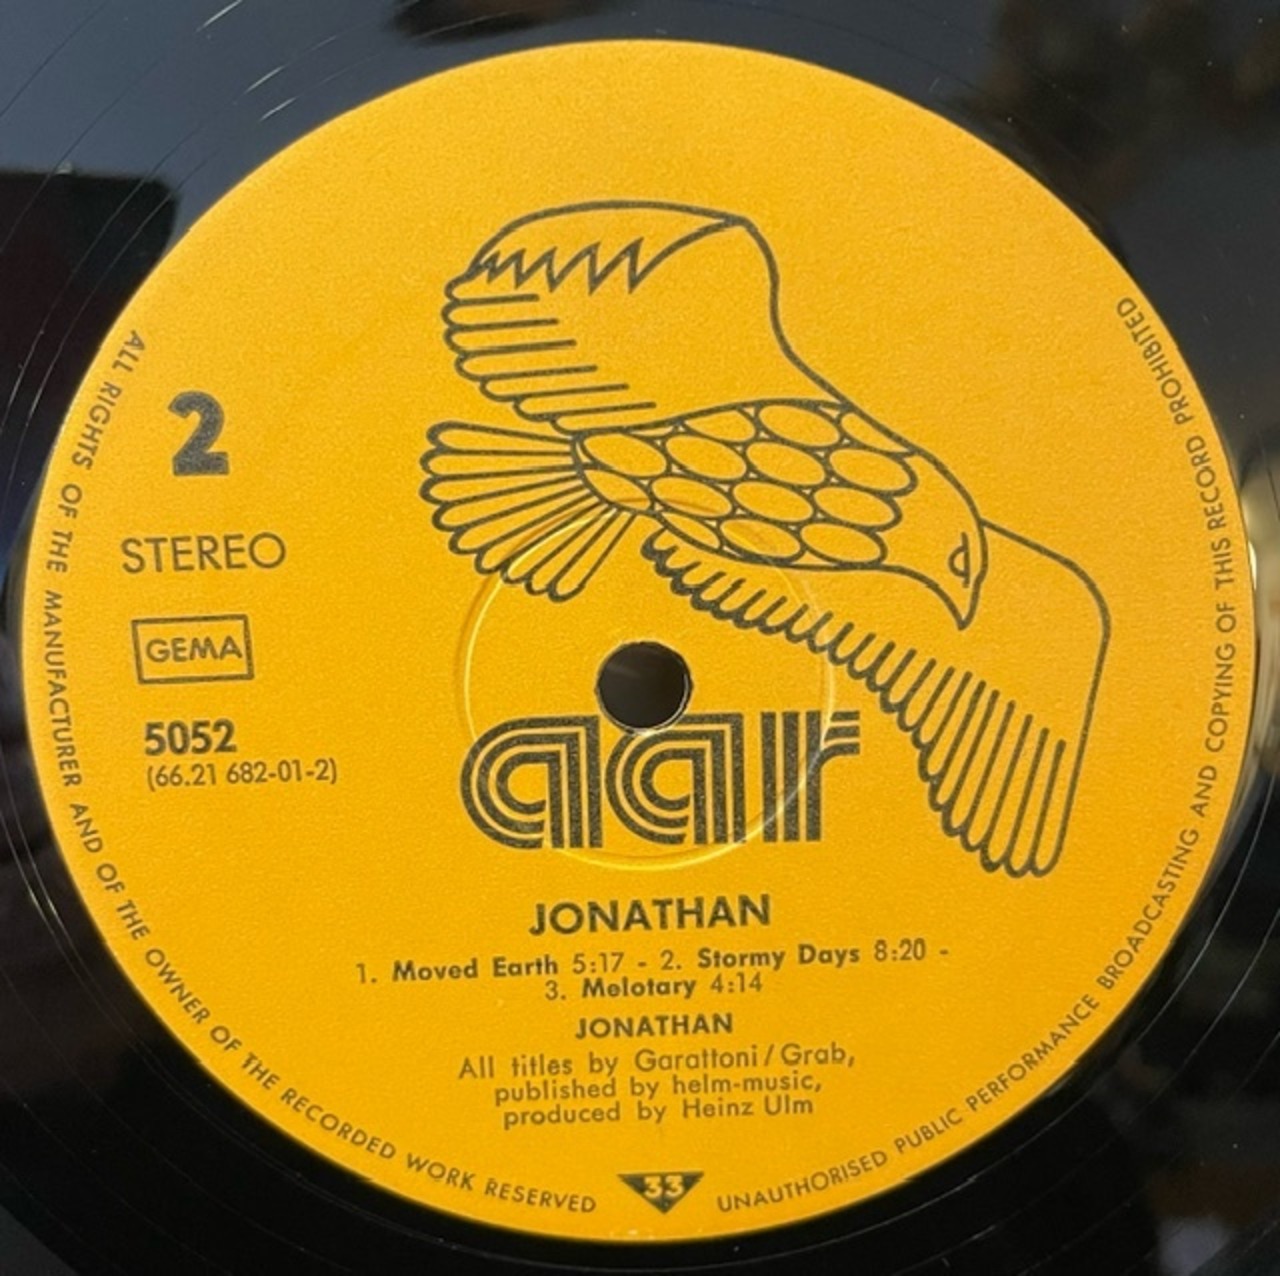 2
STEREO
GEMA
5052
(66.21 682-01-2)
aar
JONATHAN
1. Moved Earth 5:17 - 2. Stormy Days 8:20 -
3. Melotary 4:14
JONATHAN
All titles by Garattoni/Grab,
published by helm-music,
produced by Heinz Ulm
33
ALL RIGHTS OF THE MANUFACTURER AND OF THE OWNER OF THE RECORDED WORK RESERVED
UNAUTHORISED PUBLIC PERFORMANCE BROADCASTING AND COPYING OF THIS RECORD PROHIBITED